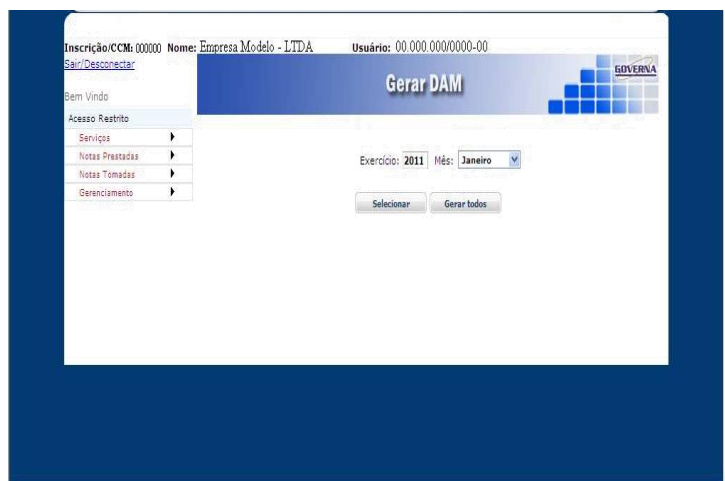 Inscrição/CCM: 000000 Nome: Empresa Modelo - LTDA Usuário: 00.000.000/0000-00
Sair/Desconectar
Gerar DAM
GOVERNA
Bem Vindo
Acesso Restrito
Serviços
Notas Prestadas
Notas Tomadas
Gerenciamento
Exercício: 2011 Mês: Janeiro
Selecionar Gerar todos